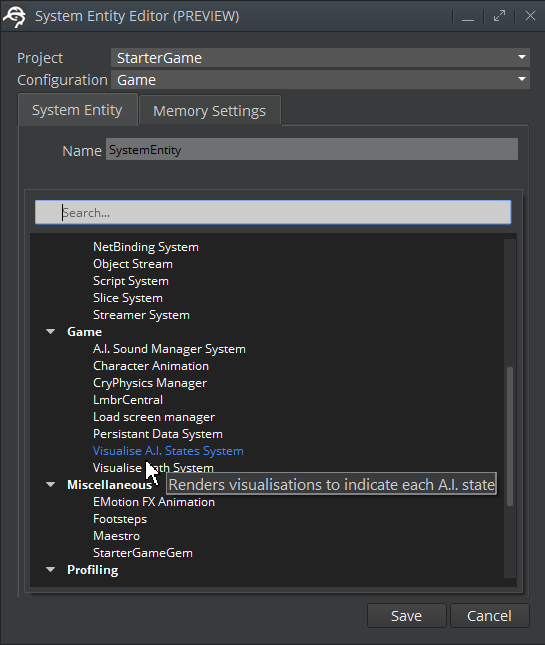 System Entity Editor (PREVIEW)
Project StarterGame
Configuration Game
System Entity Memory Settings
Name SystemEntity
Search...
NetBinding System
Object Stream
Script System
Slice System
Streamer System
Game
A.I. Sound Manager System
Character Animation
CryPhysics Manager
LmbrCentral
Load screen manager
Persistant Data System
Visualise A.I. States System
Visualise Path System
Renders visualisations to indicate each A.I. state
Miscellaneous
EMotion FX Animation
Footsteps
Maestro
StarterGameGem
Profiling
Save Cancel